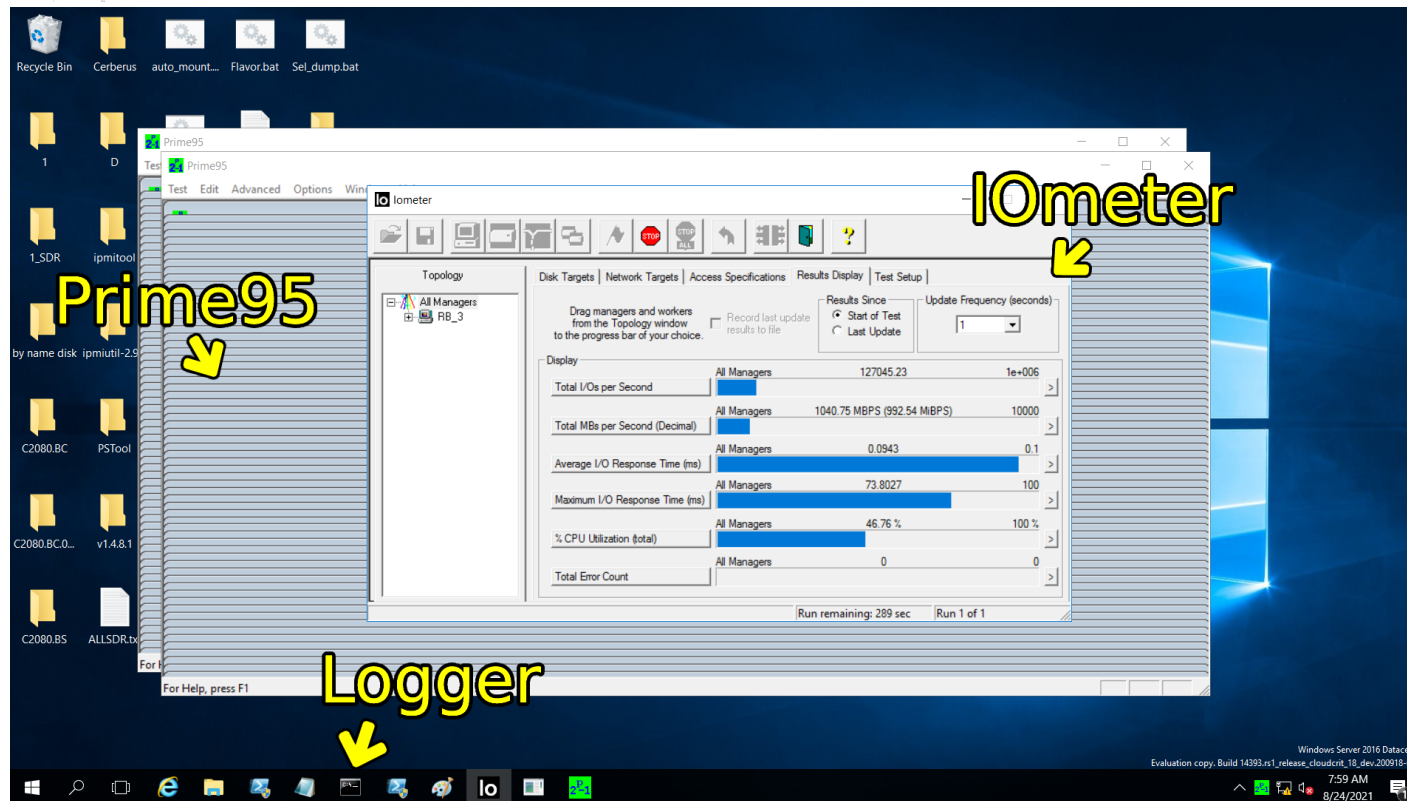 Recycle Bin
Cerberus
auto_mount....
Flavor.bat
Sel_dump.bat
1
D
Prime95
Tes
Prime95
Test Edit Advanced Options Win
Iometer
IOmeter
1_SDR
ipmitool
Prime95
Topology
All Managers
RB_3
Disk Targets
Network Targets
Access Specifications
Results Display
Test Setup
Drag managers and workers
from the Topology window
to the progress bar of your choice.
Record last update
results to file
Results Since
Start of Test
Last Update
Update Frequency (seconds)
1
by name disk
ipmiutil-2.9
Display
All Managers 127045.23 1e+006
Total I/Os per Second
All Managers 1040.75 MBPS (992.54 MiBPS) 10000
Total MBs per Second (Decimal)
All Managers 0.0943 0.1
Average I/O Response Time (ms)
All Managers 73.8027 100
Maximum I/O Response Time (ms)
All Managers 46.76 % 100 %
% CPU Utilization (total)
All Managers 0 0
Total Error Count
STOP
STOP
ALL
C2080.BC
PSTool
C2080.BC.0...
v1.4.8.1
Run remaining: 289 sec
Run 1 of 1
C2080.BS
ALLSDR.tx
For H
For Help, press F1
Logger
Windows Server 2016 Datace
Evaluation copy. Build 14393.rs1_release_cloudcrit_18_dev.200918-
7:59 AM
8/24/2021